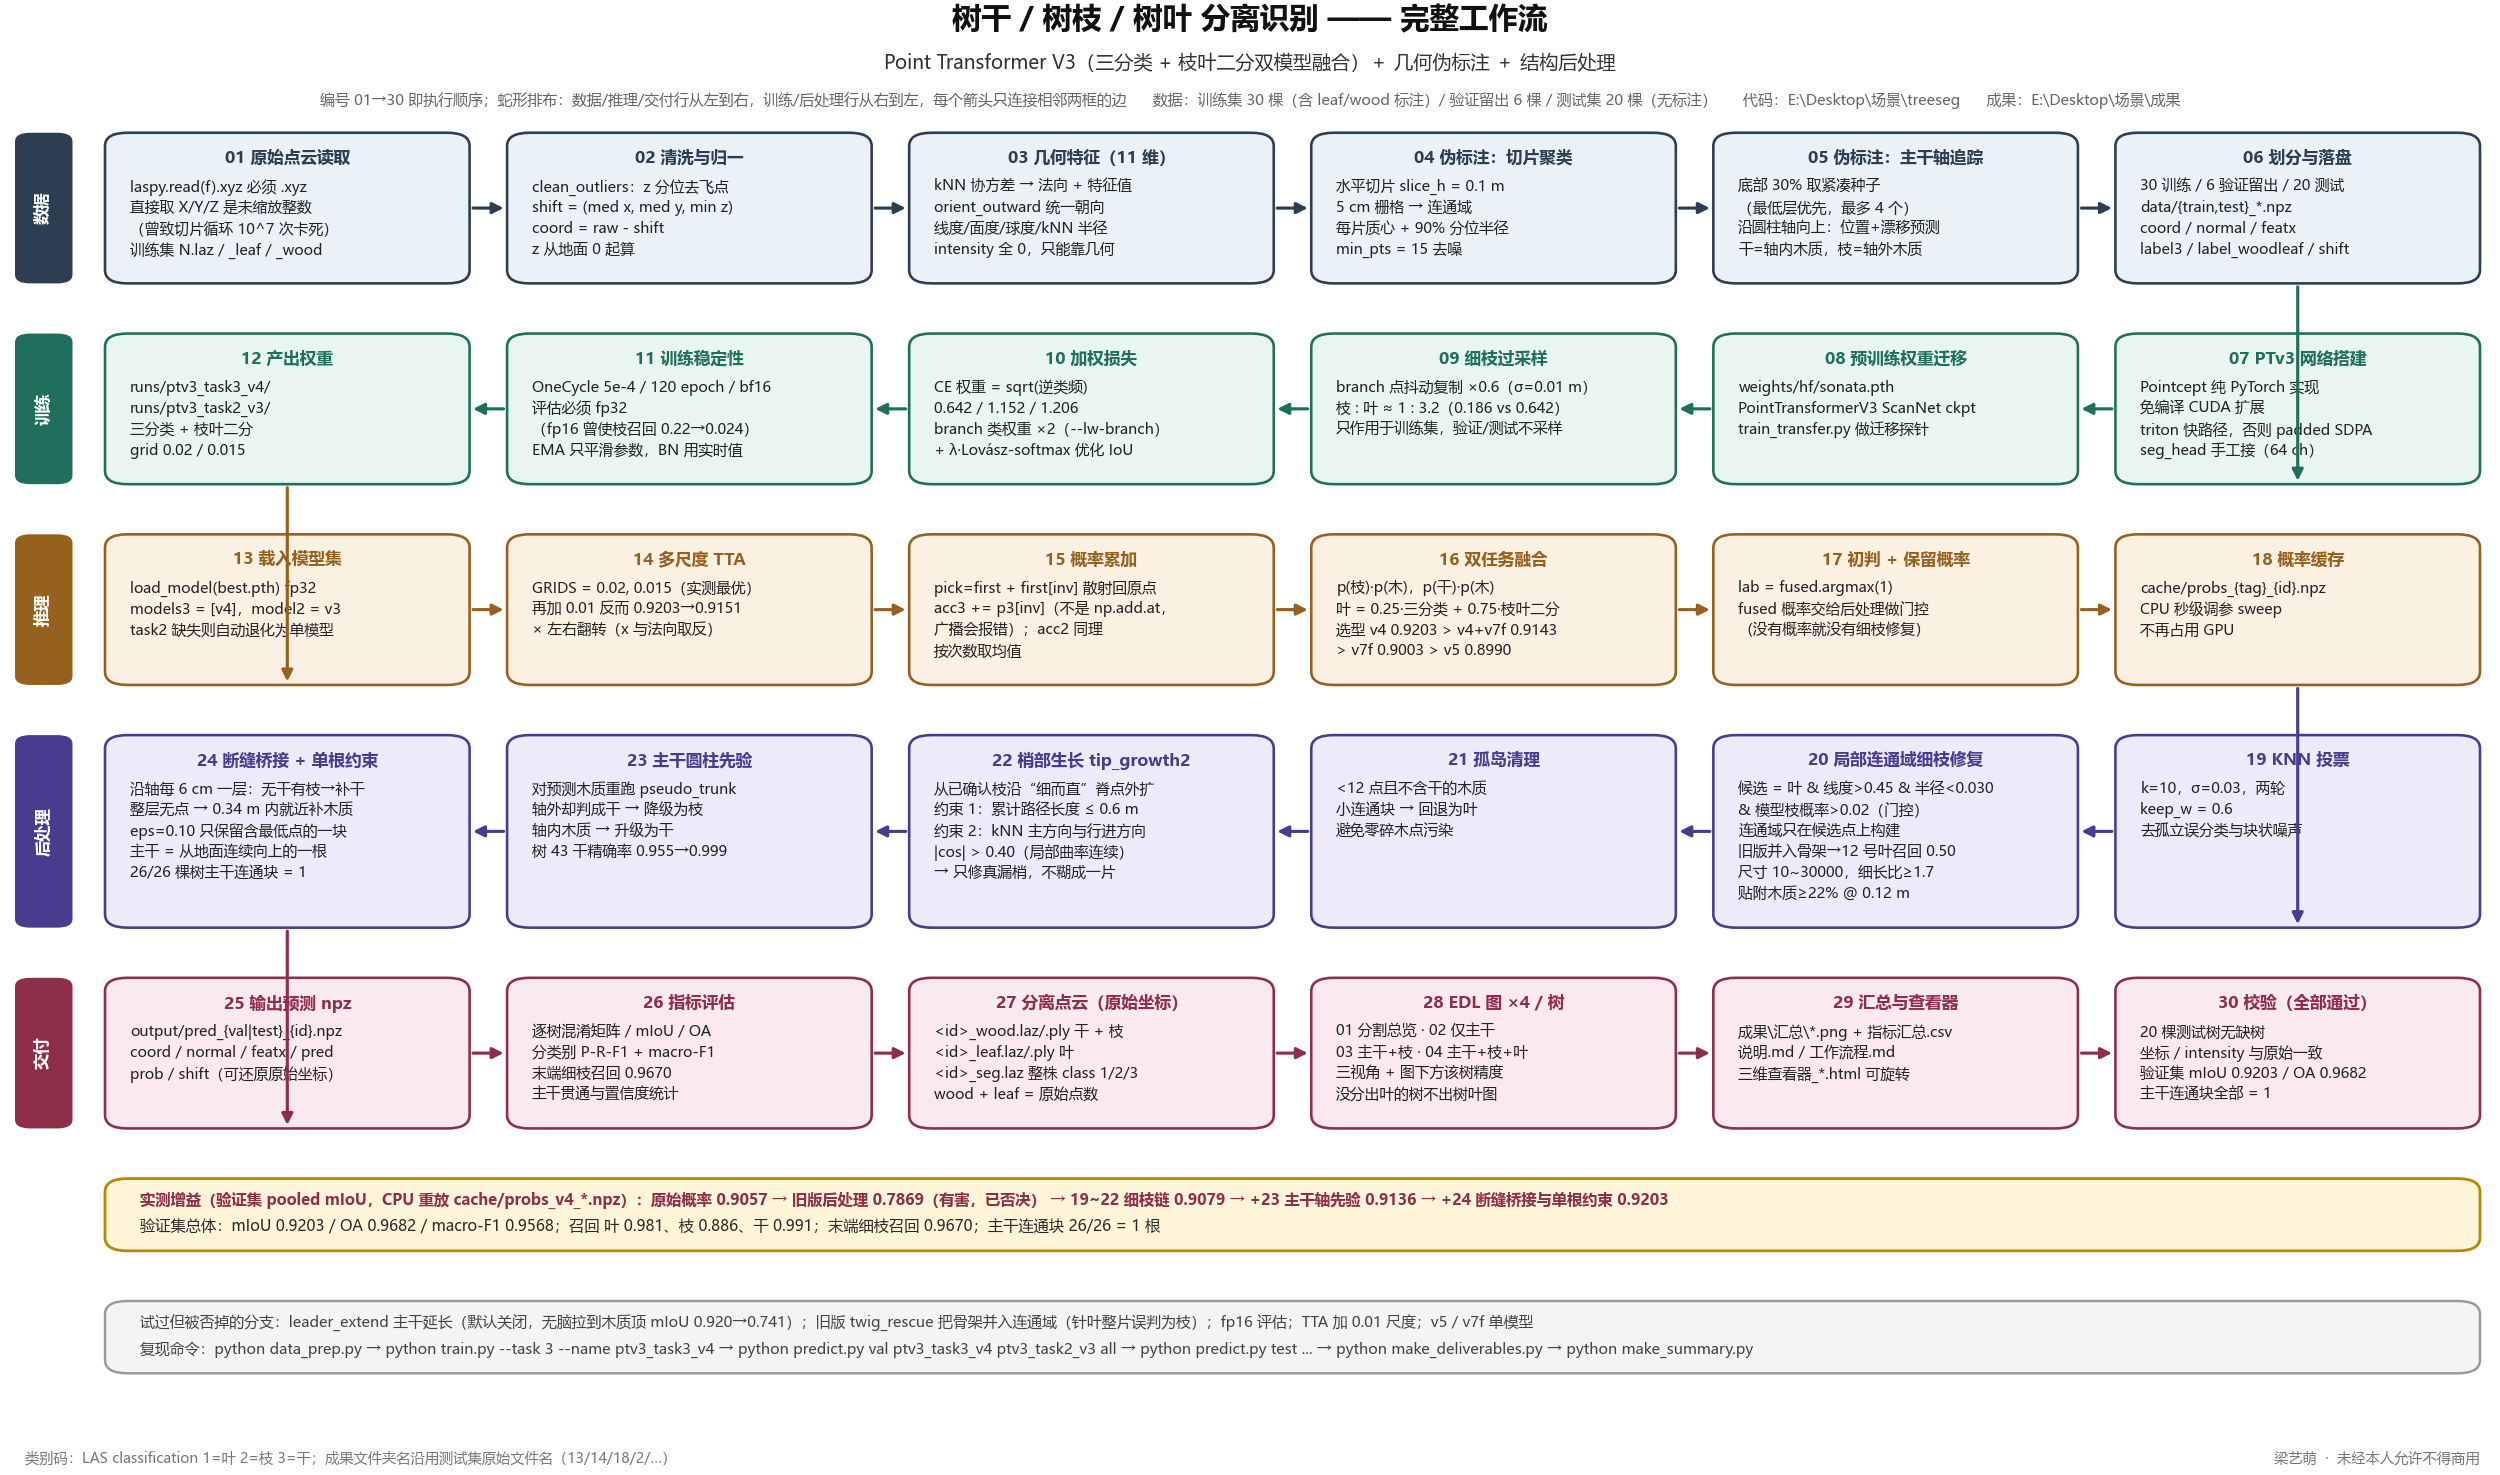 树干 / 树枝 / 树叶 分离识别 —— 完整工作流
Point Transformer V3（三分类 + 枝叶二分双模型融合）+ 几何伪标注 + 结构后处理
编号 01→30 即执行顺序；蛇形排布：数据/推理/交付行从左到右，训练/后处理行从右到左，每个箭头只连接相邻两框的边 数据：训练集 30 棵（含 leaf/wood 标注）/ 验证留出 6 棵 / 测试集 20 棵（无标注） 代码：E:\Desktop\场景\treeseg 成果：E:\Desktop\场景\成果
数据
01 原始点云读取
laspy.read(f).xyz 必须 .xyz
直接取 X/Y/Z 是未缩放整数
（曾致切片循环 10^7 次卡死）
训练集 N.laz / _leaf / _wood
02 清洗与归一
clean_outliers：z 分位去飞点
shift = (med x, med y, min z)
coord = raw - shift
z 从地面 0 起算
03 几何特征（11 维）
kNN 协方差 → 法向 + 特征值
orient_outward 统一朝向
线度/面度/球度/kNN 半径
intensity 全 0，只能靠几何
04 伪标注：切片聚类
水平切片 slice_h = 0.1 m
5 cm 栅格 → 连通域
每片质心 + 90% 分位半径
min_pts = 15 去噪
05 伪标注：主干轴追踪
底部 30% 取紧凑种子
（最低层优先，最多 4 个）
沿圆柱轴向上：位置+漂移预测
干=轴内木质，枝=轴外木质
06 划分与落盘
30 训练 / 6 验证留出 / 20 测试
data/{train,test}_*.npz
coord / normal / featx
label3 / label_woodleaf / shift
训练
12 产出权重
runs/ptv3_task3_v4/
runs/ptv3_task2_v3/
三分类 + 枝叶二分
grid 0.02 / 0.015
11 训练稳定性
OneCycle 5e-4 / 120 epoch / bf16
评估必须 fp32
（fp16 曾使枝召回 0.22→0.024）
EMA 只平滑参数，BN 用实时值
10 加权损失
CE 权重 = sqrt(逆类频)
0.642 / 1.152 / 1.206
branch 类权重 ×2（--lw-branch）
+ λ·Lovász-softmax 优化 IoU
09 细枝过采样
branch 点抖动复制 ×0.6（σ=0.01 m）
枝 : 叶 ≈ 1 : 3.2（0.186 vs 0.642）
只作用于训练集，验证/测试不采样
08 预训练权重迁移
weights/hf/sonata.pth
PointTransformerV3 ScanNet ckpt
train_transfer.py 做迁移探针
07 PTv3 网络搭建
Pointcept 纯 PyTorch 实现
免编译 CUDA 扩展
triton 快路径，否则 padded SDPA
seg_head 手工接（64 ch）
推理
13 载入模型集
load_model(best.pth) fp32
models3 = [v4]，model2 = v3
task2 缺失则自动退化为单模型
14 多尺度 TTA
GRIDS = 0.02, 0.015（实测最优）
再加 0.01 反而 0.9203→0.9151
× 左右翻转（x 与法向取反）
15 概率累加
pick=first + first[inv] 散射回原点
acc3 += p3[inv]（不是 np.add.at，
广播会报错）；acc2 同理
按次数取均值
16 双任务融合
p(枝)·p(木)，p(干)·p(木)
叶 = 0.25·三分类 + 0.75·枝叶二分
选型 v4 0.9203 > v4+v7f 0.9143
> v7f 0.9003 > v5 0.8990
17 初判 + 保留概率
lab = fused.argmax(1)
fused 概率交给后处理做门控
（没有概率就没有细枝修复）
18 概率缓存
cache/probs_{tag}_{id}.npz
CPU 秒级调参 sweep
不再占用 GPU
后处理
24 断缝桥接 + 单根约束
沿轴每 6 cm 一层：无干有枝→补干
整层无点 → 0.34 m 内就近补木质
eps=0.10 只保留含最低点的一块
主干 = 从地面连续向上的一根
26/26 棵树主干连通块 = 1
23 主干圆柱先验
对预测木质重跑 pseudo_trunk
轴外却判成干 → 降级为枝
轴内木质 → 升级为干
树 43 干精确率 0.955→0.999
22 梢部生长 tip_growth2
从已确认枝沿“细而直”脊点外扩
约束 1：累计路径长度 ≤ 0.6 m
约束 2：kNN 主方向与行进方向
|cos| > 0.40（局部曲率连续）
→ 只修真漏梢，不糊成一片
21 孤岛清理
<12 点且不含干的木质
小连通块 → 回退为叶
避免零碎木点污染
20 局部连通域细枝修复
候选 = 叶 & 线度>0.45 & 半径<0.030
& 模型枝概率>0.02（门控）
连通域只在候选点上构建
旧版并入骨架→12 号叶召回 0.50
尺寸 10~30000，细长比≥1.7
贴附木质≥22% @ 0.12 m
19 KNN 投票
k=10，σ=0.03，两轮
keep_w = 0.6
去孤立误分类与块状噪声
交付
25 输出预测 npz
output/pred_{val|test}_{id}.npz
coord / normal / featx / pred
prob / shift（可还原原始坐标）
26 指标评估
逐树混淆矩阵 / mIoU / OA
分类别 P-R-F1 + macro-F1
末端细枝召回 0.9670
主干贯通与置信度统计
27 分离点云（原始坐标）
<id>_wood.laz/.ply 干 + 枝
<id>_leaf.laz/.ply 叶
<id>_seg.laz 整株 class 1/2/3
wood + leaf = 原始点数
28 EDL 图 ×4 / 树
01 分割总览 · 02 仅主干
03 主干+枝 · 04 主干+枝+叶
三视角 + 图下方该树精度
没分出叶的树不出树叶图
29 汇总与查看器
成果\汇总\*.png + 指标汇总.csv
说明.md / 工作流程.md
三维查看器_*.html 可旋转
30 校验（全部通过）
20 棵测试树无缺树
坐标 / intensity 与原始一致
验证集 mIoU 0.9203 / OA 0.9682
主干连通块全部 = 1
实测增益（验证集 pooled mIoU，CPU 重放 cache/probs_v4_*.npz）：原始概率 0.9057 → 旧版后处理 0.7869（有害，已否决） → 19~22 细枝链 0.9079 → +23 主干轴先验 0.9136 → +24 断缝桥接与单根约束 0.9203
验证集总体：mIoU 0.9203 / OA 0.9682 / macro-F1 0.9568；召回 叶 0.981、枝 0.886、干 0.991；末端细枝召回 0.9670；主干连通块 26/26 = 1 根
试过但被否掉的分支：leader_extend 主干延长（默认关闭，无脑拉到木质顶 mIoU 0.920→0.741）；旧版 twig_rescue 把骨架并入连通域（针叶整片误判为枝）；fp16 评估；TTA 加 0.01 尺度；v5 / v7f 单模型
复现命令：python data_prep.py → python train.py --task 3 --name ptv3_task3_v4 → python predict.py val ptv3_task3_v4 ptv3_task2_v3 all → python predict.py test ... → python make_deliverables.py → python make_summary.py
类别码：LAS classification 1=叶 2=枝 3=干；成果文件夹名沿用测试集原始文件名（13/14/18/2/...）
梁艺萌 · 未经本人允许不得商用